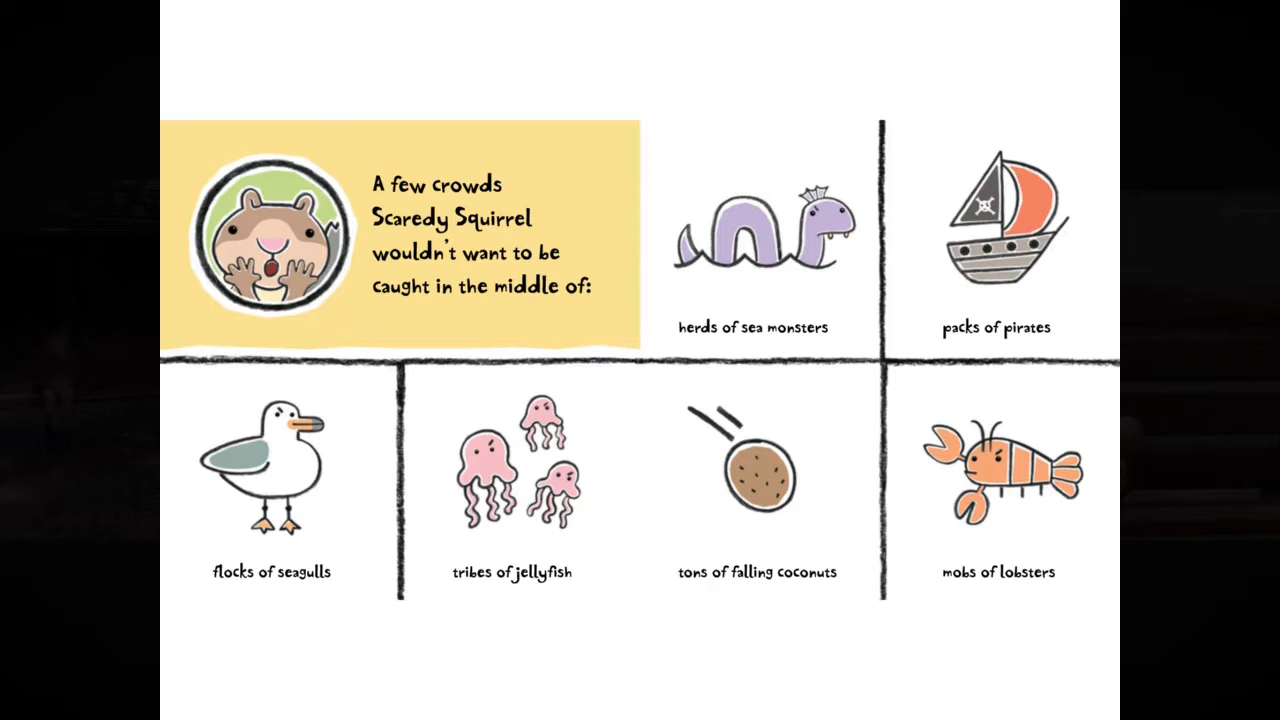 A few crowds
Scaredy Squirrel
wouldn't want to be
caught in the middle of:
herds of sea monsters
packs of pirates
flocks of seagulls
tribes of jellyfish
tons of falling coconuts
mobs of lobsters